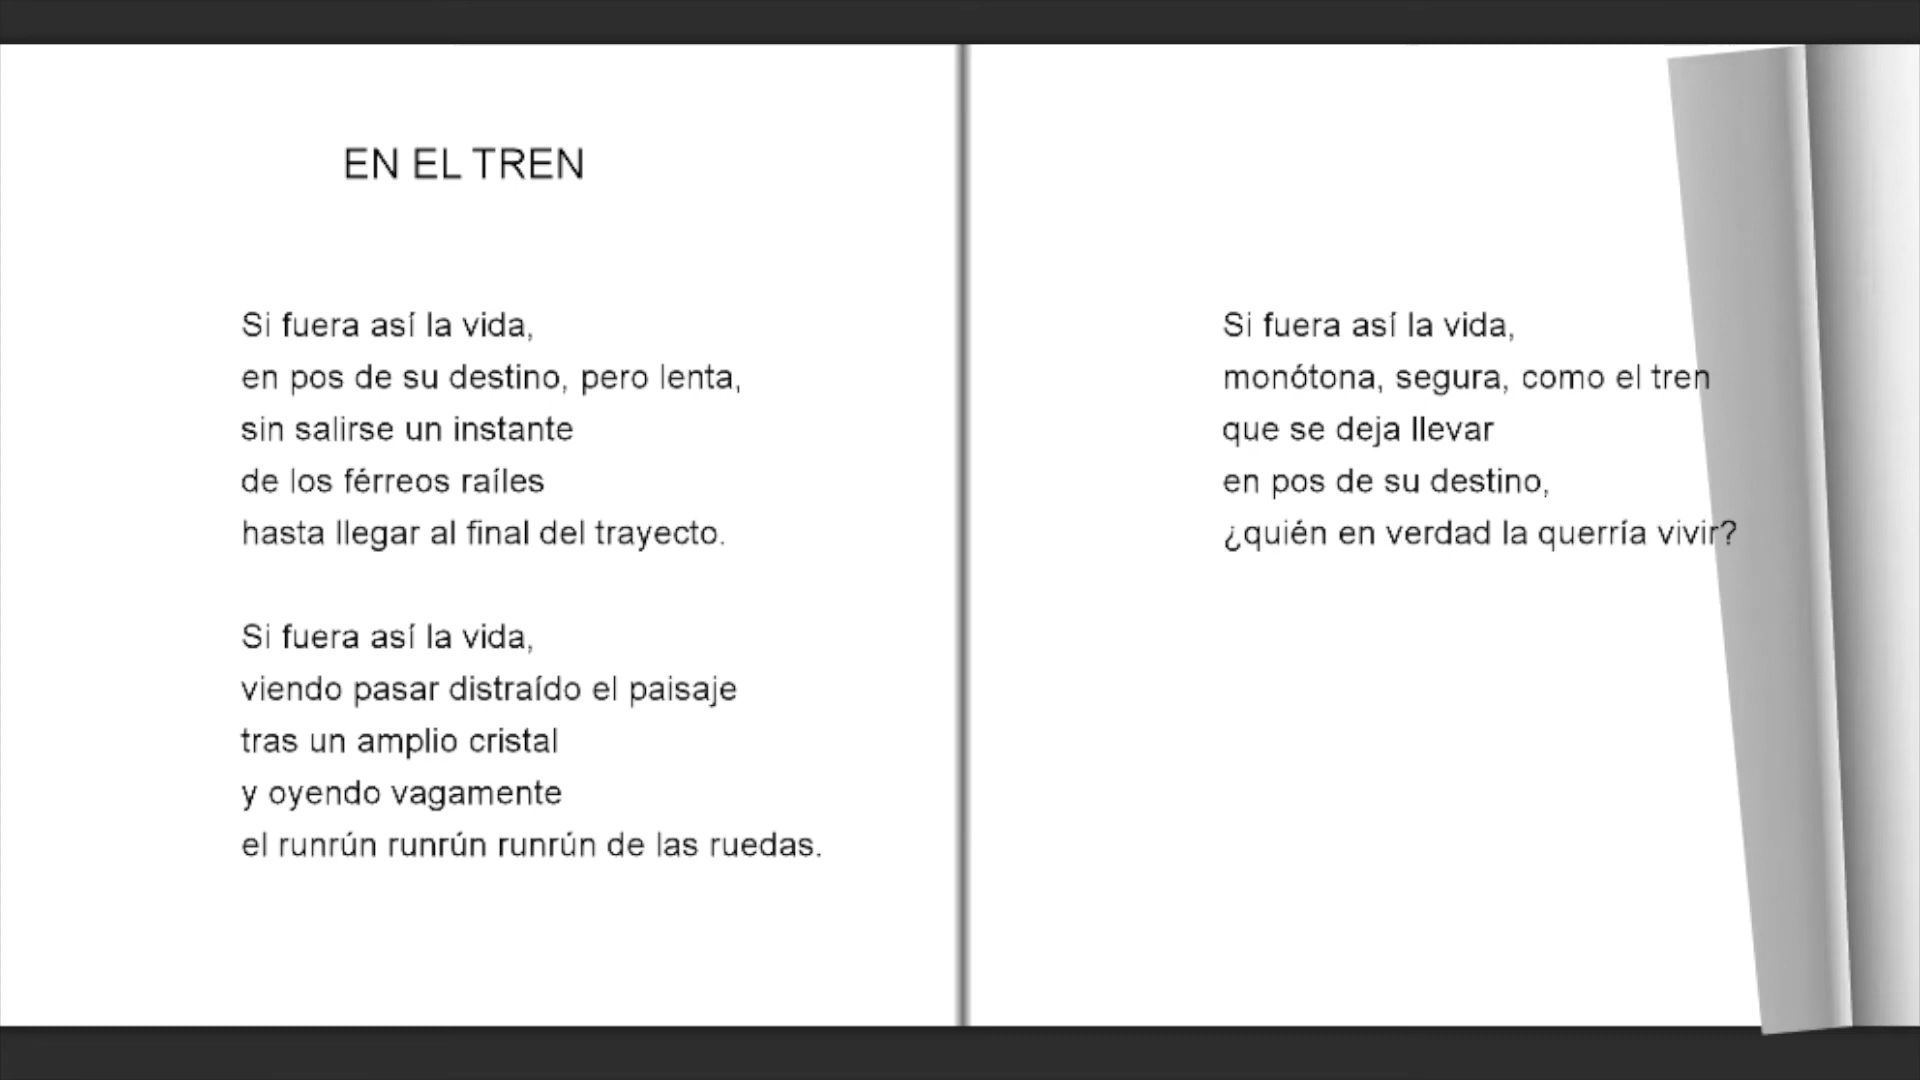 EN EL TREN
Si fuera así la vida,
en pos de su destino, pero lenta,
sin salirse un instante
de los férreos raíles
hasta llegar al final del trayecto.
Si fuera así la vida,
viendo pasar distraído el paisaje
tras un amplio cristal
y oyendo vagamente
el runrún runrún runrún de las ruedas.
Si fuera así la vida,
monótona, segura, como el tren
que se deja llevar
en pos de su destino,
¿quién en verdad la querría vivir?